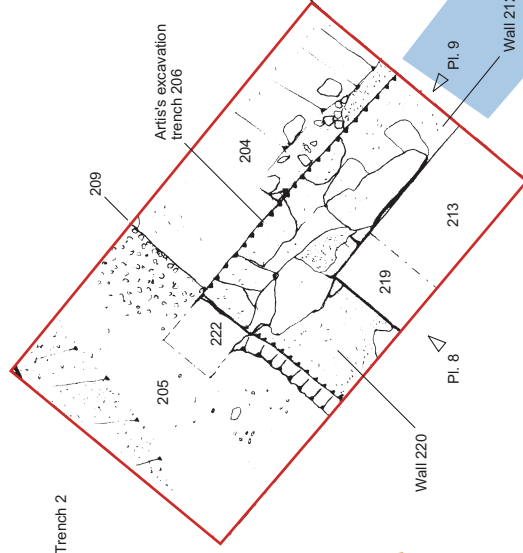 Trench 2
209
205
Artis's excavation
trench 206
222
204
219
Wall 220
Pl. 8
213
Pl. 9
Wall